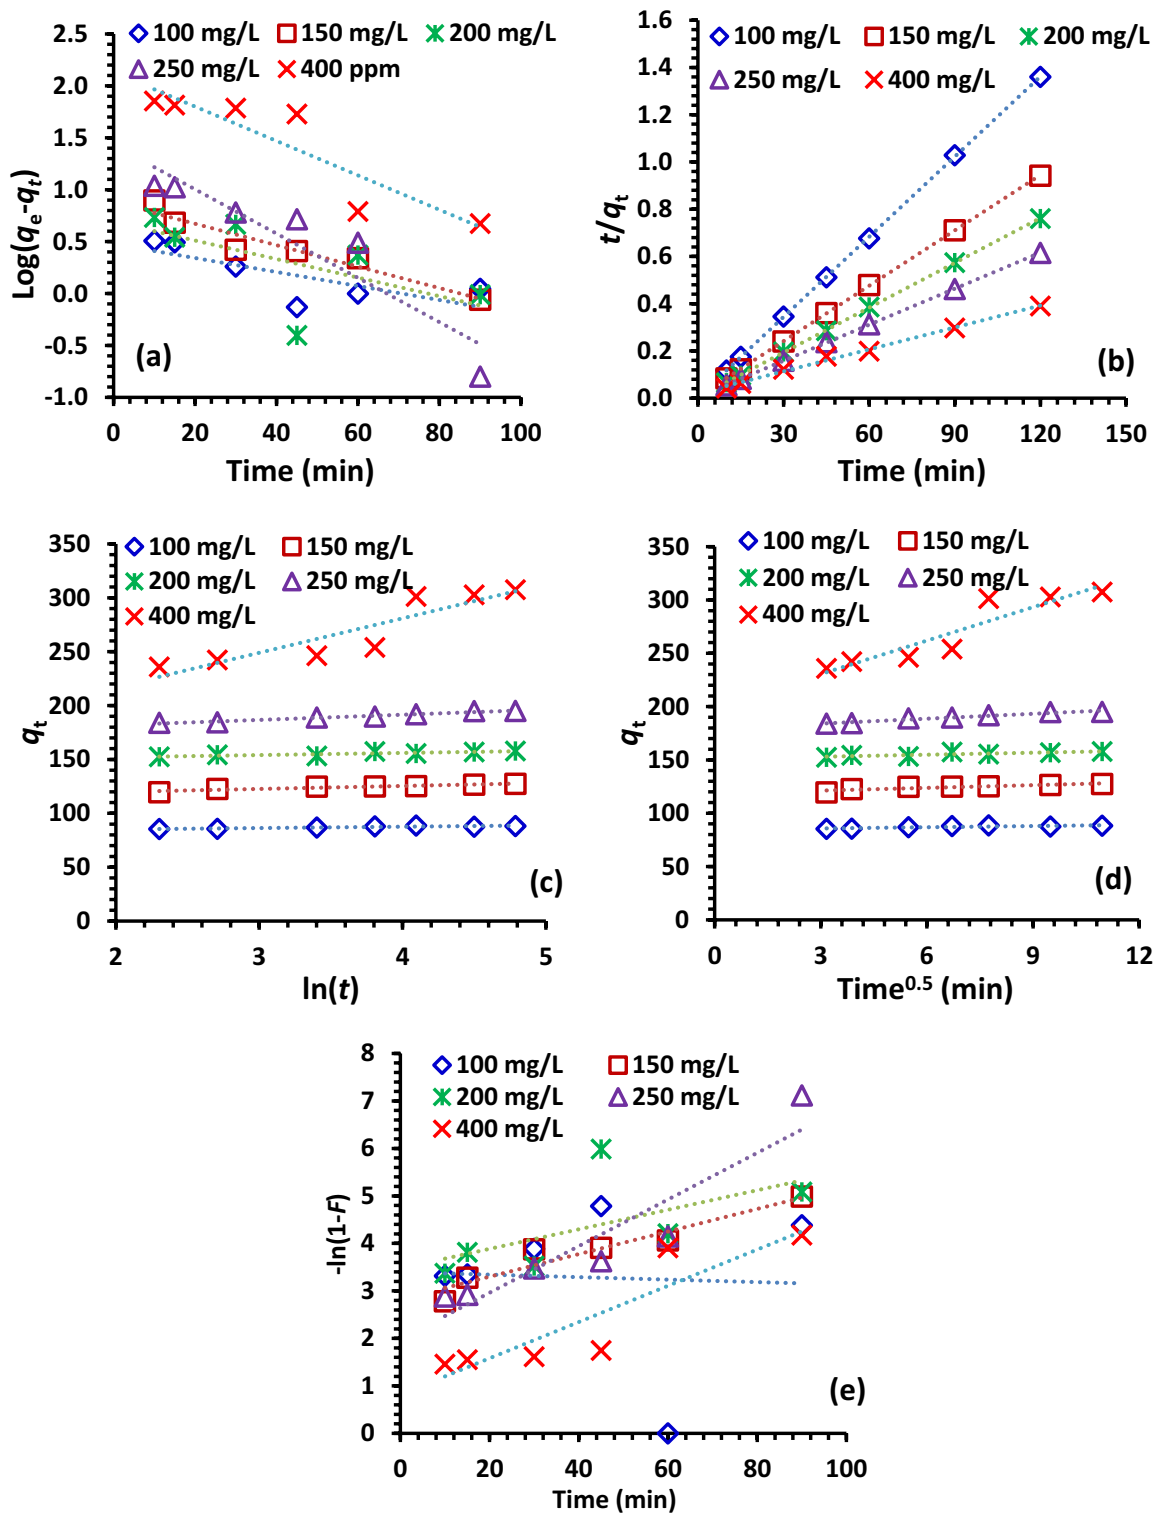 100 mg/L 150 mg/L 200 mg/L
250 mg/L 400 ppm
2.5
2.0
1.5
1.0
0.5
0.0
-0.5
-1.0
Log(qe-qt)
(a)
0 20 40 60 80 100
Time (min)
100 mg/L 150 mg/L 200 mg/L
250 mg/L 400 mg/L
1.6
1.4
1.2
1.0
0.8
0.6
0.4
0.2
0.0
t/qt
(b)
0 30 60 90 120 150
Time (min)
100 mg/L 150 mg/L
200 mg/L 250 mg/L
400 mg/L
350
300
250
200
150
100
50
0
qt
(c)
2 3 4 5
ln(t)
100 mg/L 150 mg/L
200 mg/L 250 mg/L
400 mg/L
350
300
250
200
150
100
50
0
qt
(d)
0 3 6 9 12
Time0.5 (min)
100 mg/L 150 mg/L
200 mg/L 250 mg/L
400 mg/L
8
7
6
5
4
3
2
1
0
-ln(1-F)
(e)
0 20 40 60 80 100
Time (min)